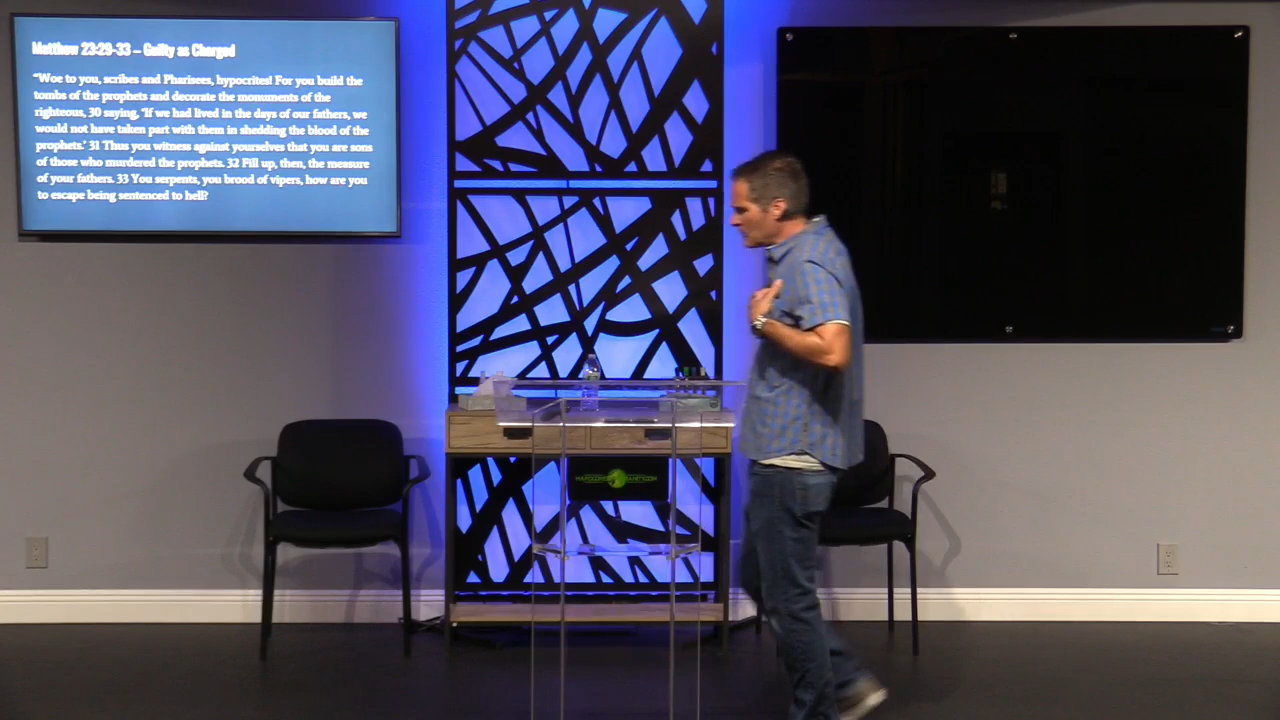 Matthew 23:29-33 – Guilty as Charged
“Woe to you, scribes and Pharisees, hypocrites! For you build the
tombs of the prophets and decorate the monuments of the
righteous, 30 saying, ‘If we had lived in the days of our fathers, we
would not have taken part with them in shedding the blood of the
prophets.’ 31 Thus you witness against yourselves that you are sons
of those who murdered the prophets. 32 Fill up, then, the measure
of your fathers. 33 You serpents, you brood of vipers, how are you
to escape being sentenced to hell?